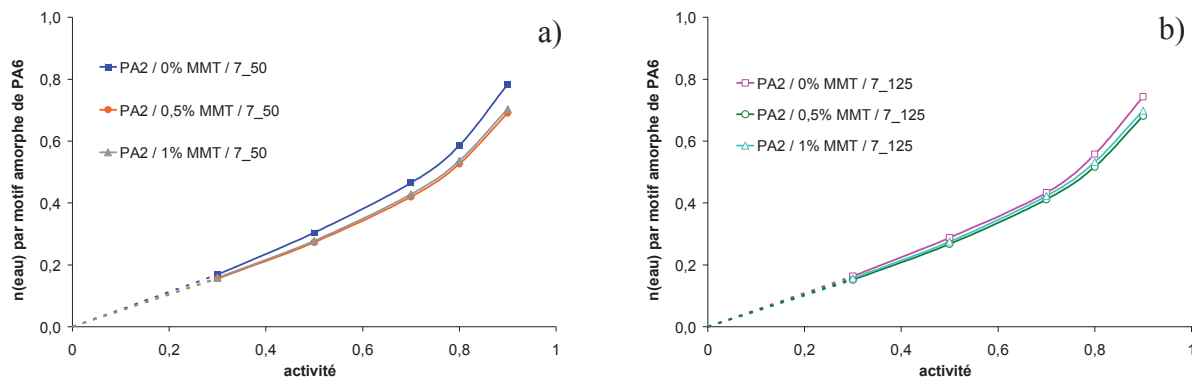 a)
n(eau) par motif amorphe de PA6
1,0
0,8
0,6
0,4
0,2
0,0
PA2 / 0% MMT / 7_50
PA2 / 0,5% MMT / 7_50
PA2 / 1% MMT / 7_50
0 0,2 0,4 0,6 0,8 1
activité
b)
n(eau) par motif amorphe de PA6
1,0
0,8
0,6
0,4
0,2
0,0
PA2 / 0% MMT / 7_125
PA2 / 0,5% MMT / 7_125
PA2 / 1% MMT / 7_125
0 0,2 0,4 0,6 0,8 1
activité